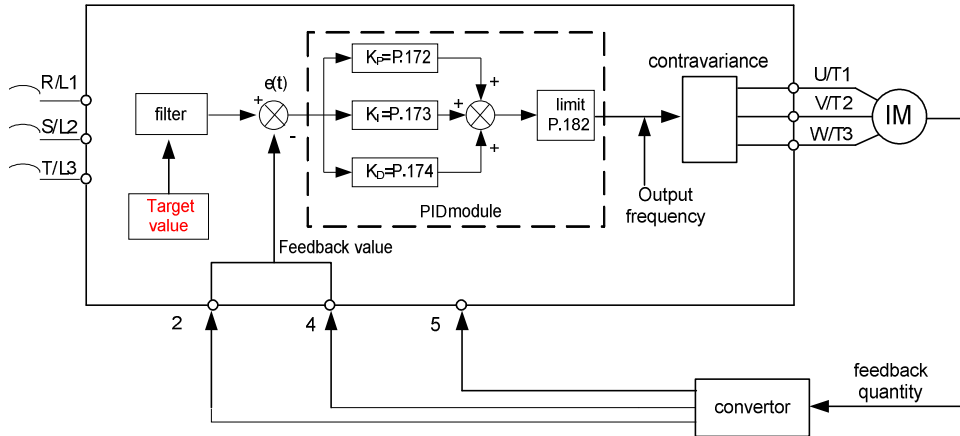 R/L1
S/L2
T/L3
filter
Target
value
+
e(t)
-
KP=P.172
KI=P.173
KD=P.174
+
+
+
limit
P.182
PIDmodule
Feedback value
contravariance
Output
frequency
U/T1
V/T2
W/T3
IM
2
4
5
convertor
feedback
quantity